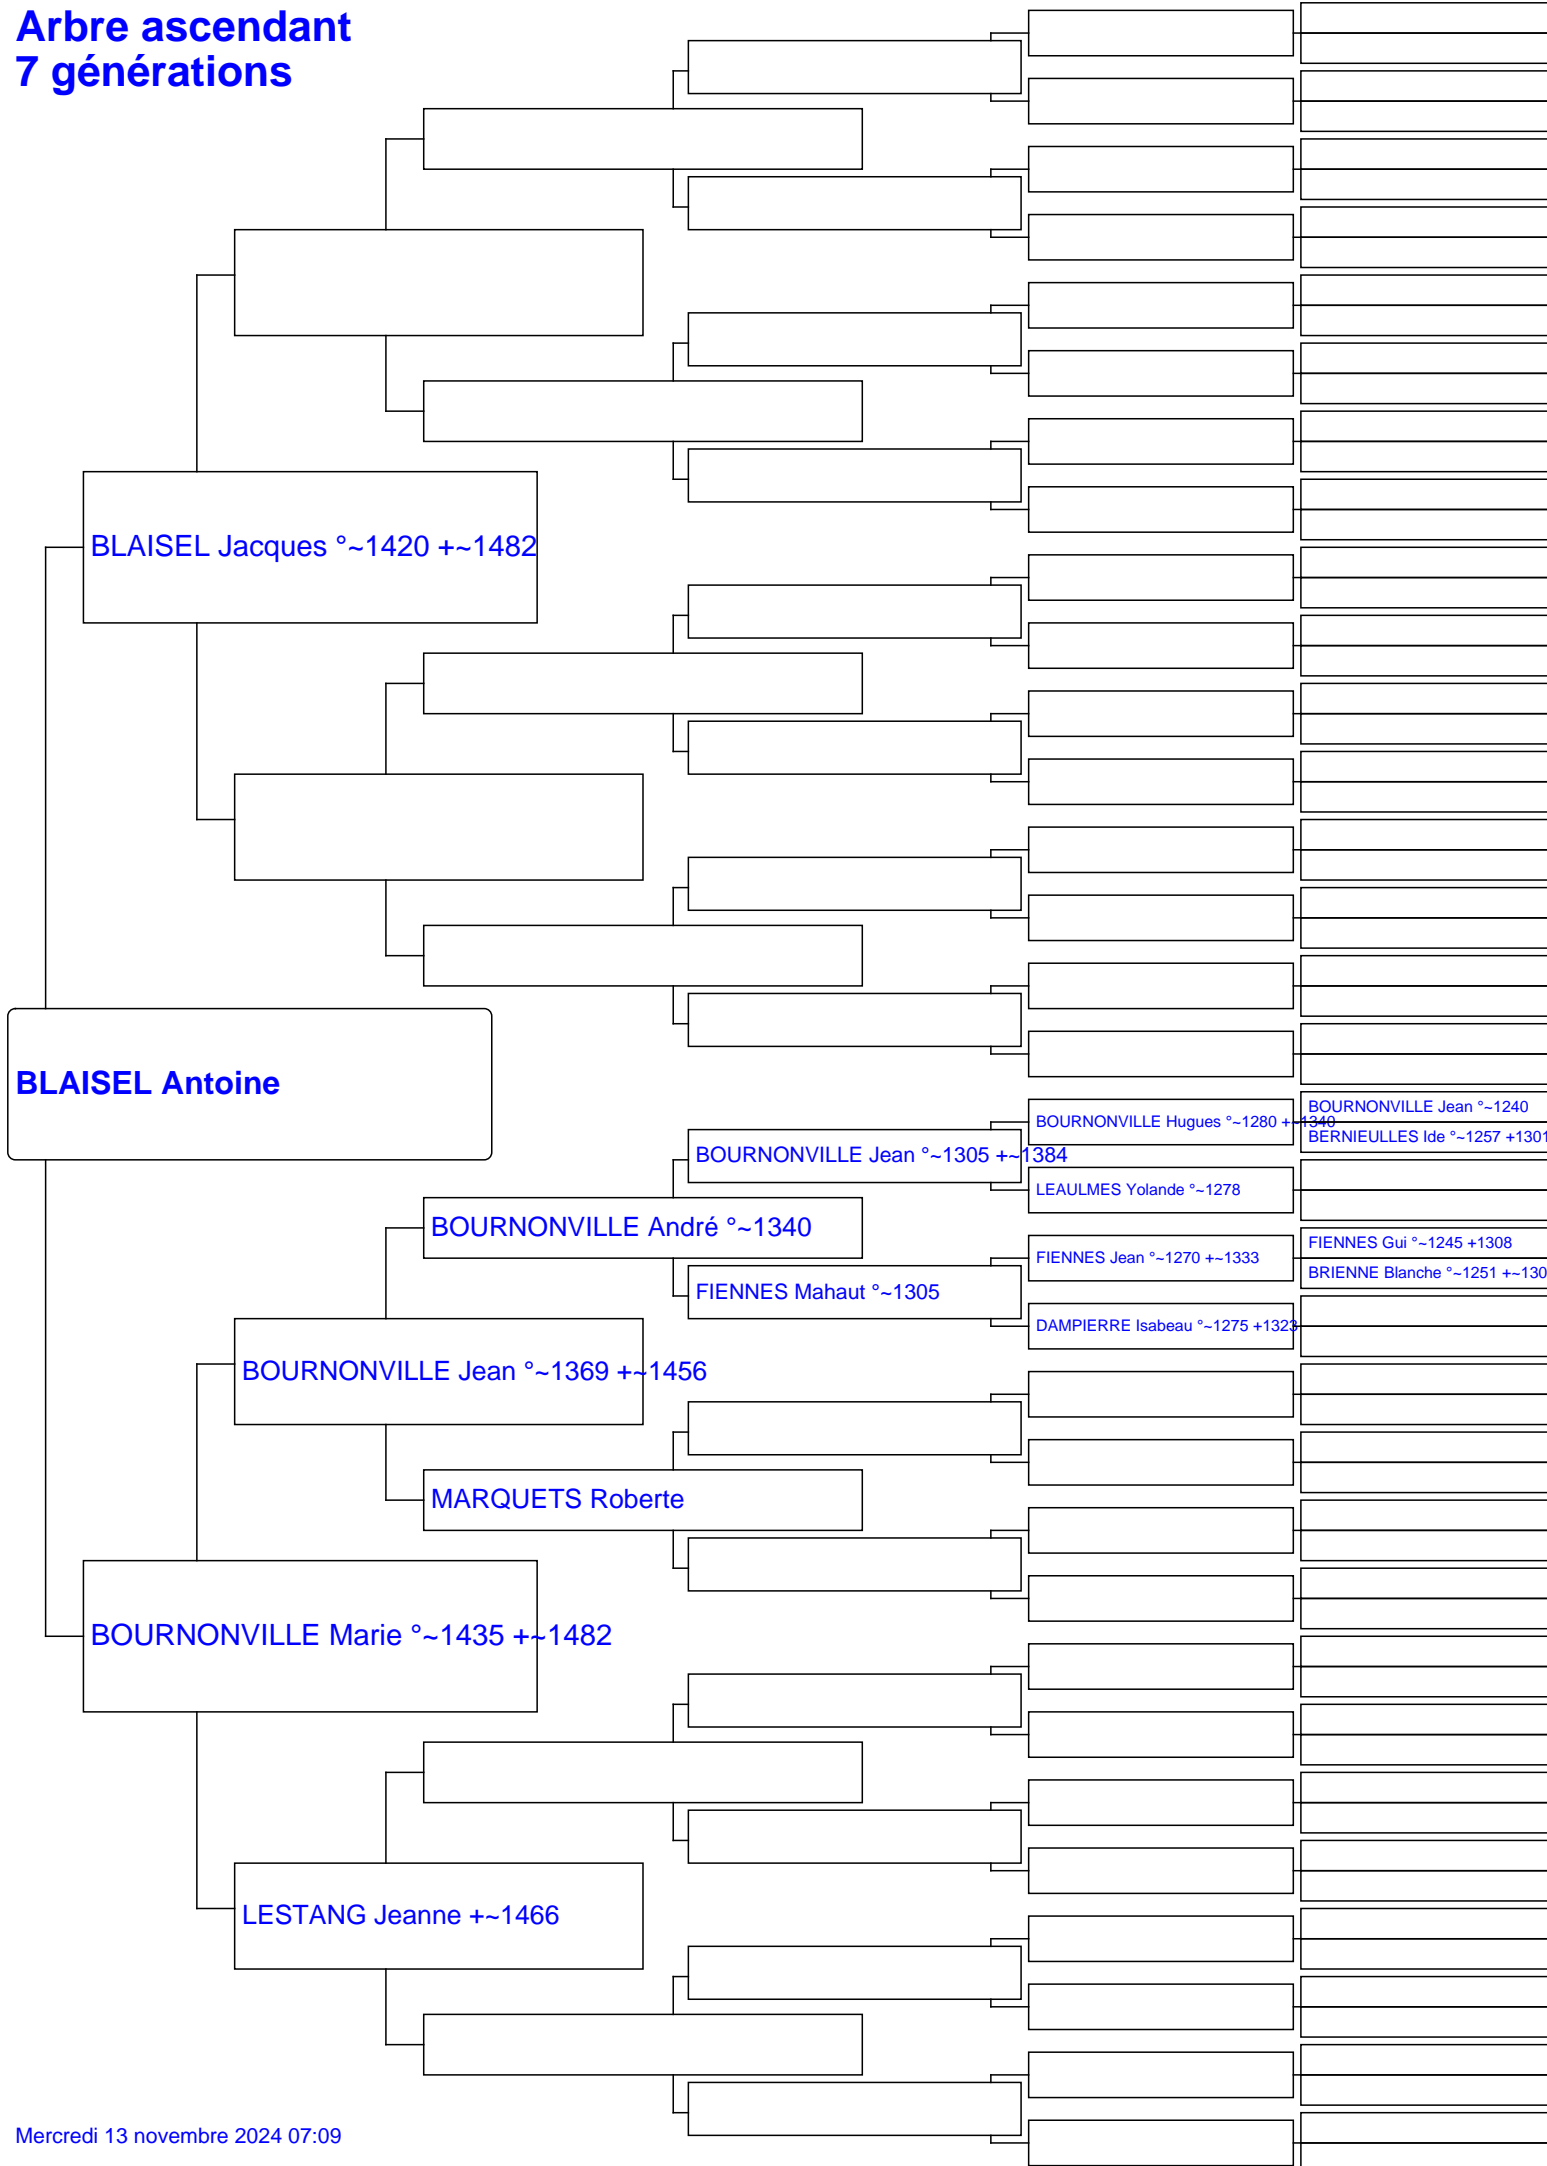 Arbre ascendant
7 générations
BLAISEL Jacques °~1420 +~1482
BLAISEL Antoine
BOURNONVILLE Jean °~1240
BOURNONVILLE Hugues °~1280 +~1340
BERNIEULLES Ide °~1257 +1301
BOURNONVILLE Jean °~1305 +~1384
LEAULMES Yolande °~1278
BOURNONVILLE André °~1340
FIENNES Gui °~1245 +1308
FIENNES Jean °~1270 +~1333
BRIENNE Blanche °~1251 +~130
FIENNES Mahaut °~1305
DAMPIERRE Isabeau °~1275 +1323
BOURNONVILLE Jean °~1369 +~1456
MARQUETS Roberte
BOURNONVILLE Marie °~1435 +~1482
LESTANG Jeanne +~1466
Mercredi 13 novembre 2024 07:09